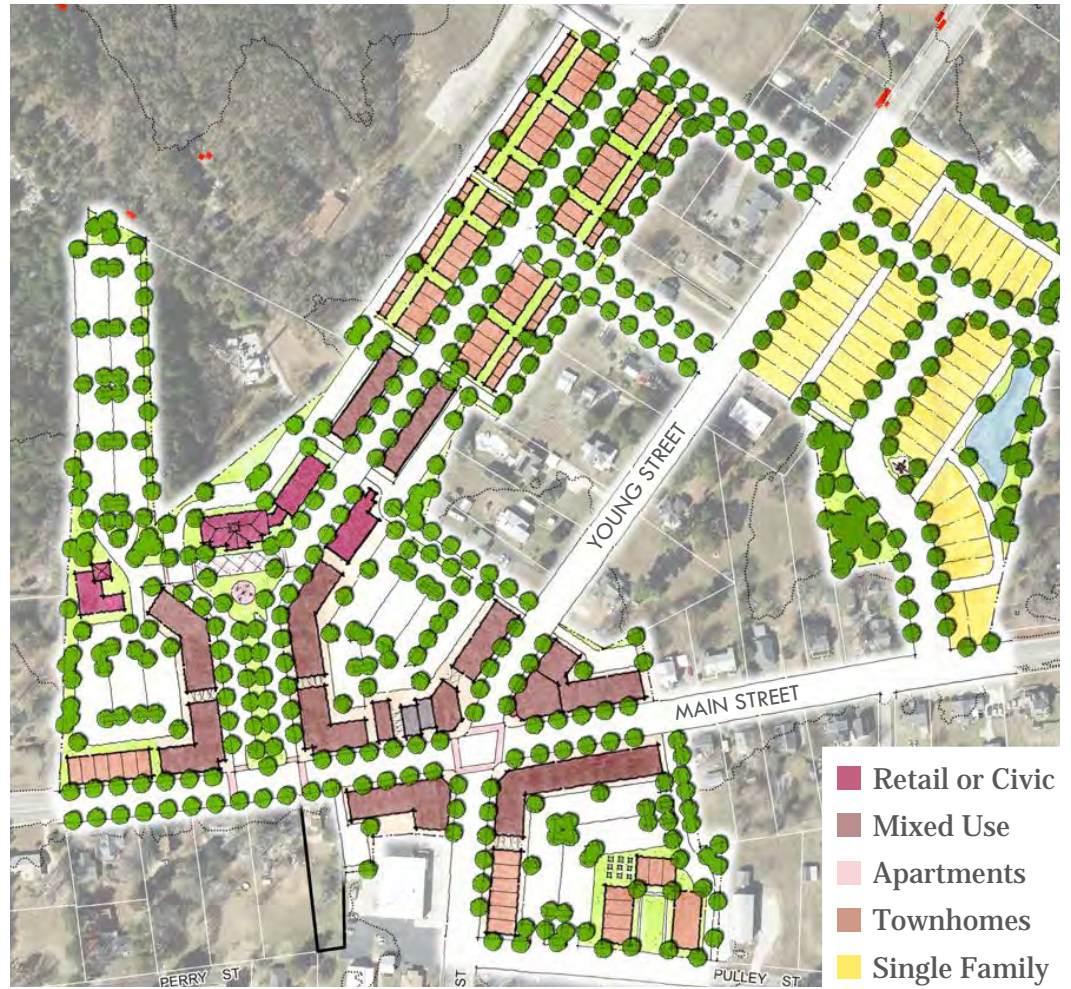 YOUNG STREET
MAIN STREET
Retail or Civic
Mixed Use
Apartments
Townhomes
Single Family
PERRY ST
ST
PULLEY ST